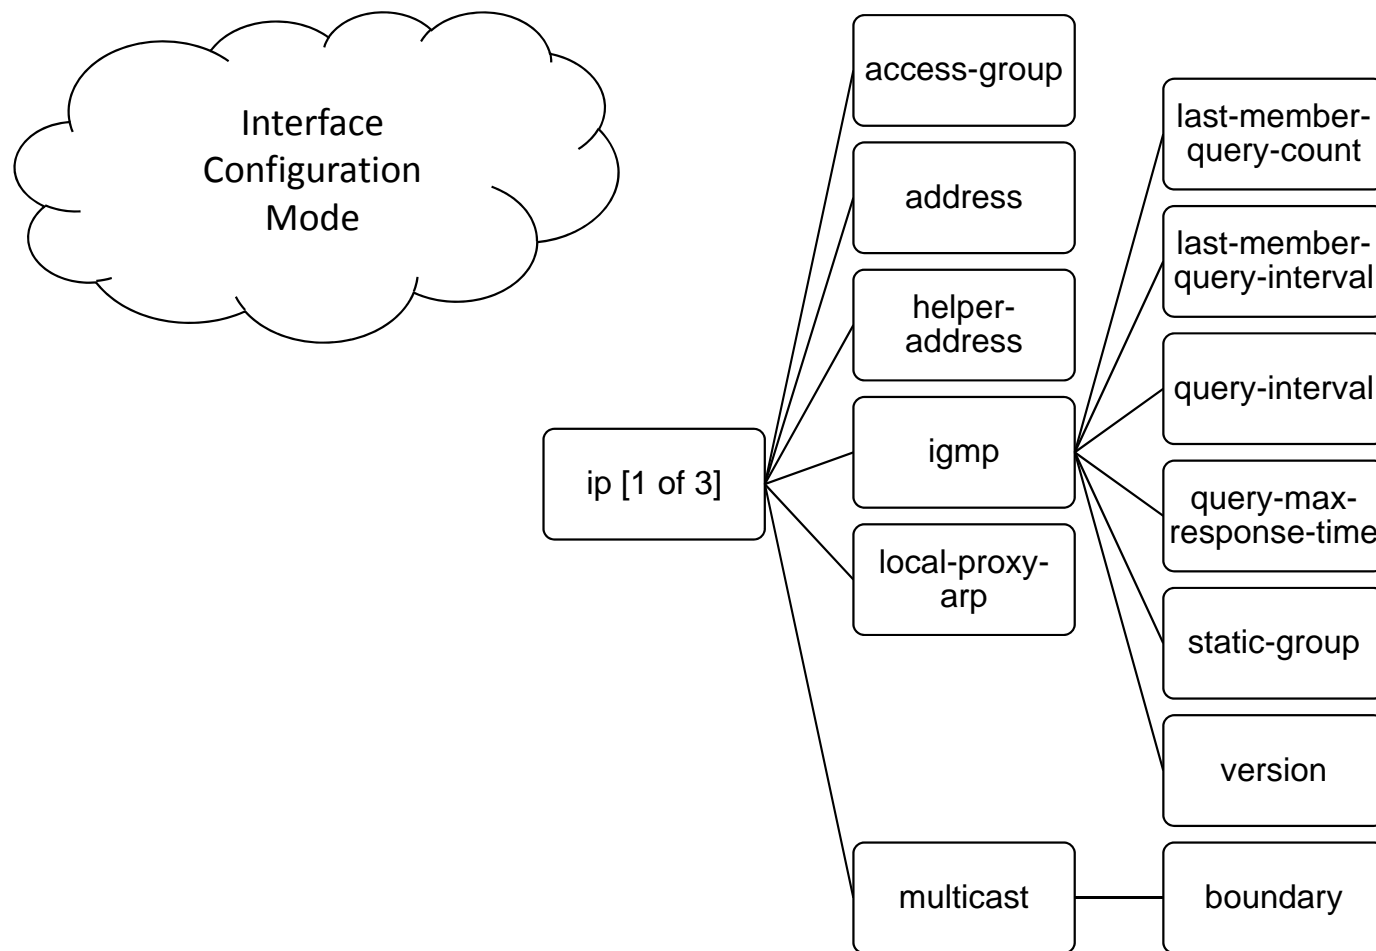 Interface
Configuration
Mode
ip [1 of 3]
access-group
address
helper-
address
igmp
local-proxy-
arp
multicast
last-member-
query-count
last-member-
query-interval
query-interval
query-max-
response-time
static-group
version
boundary